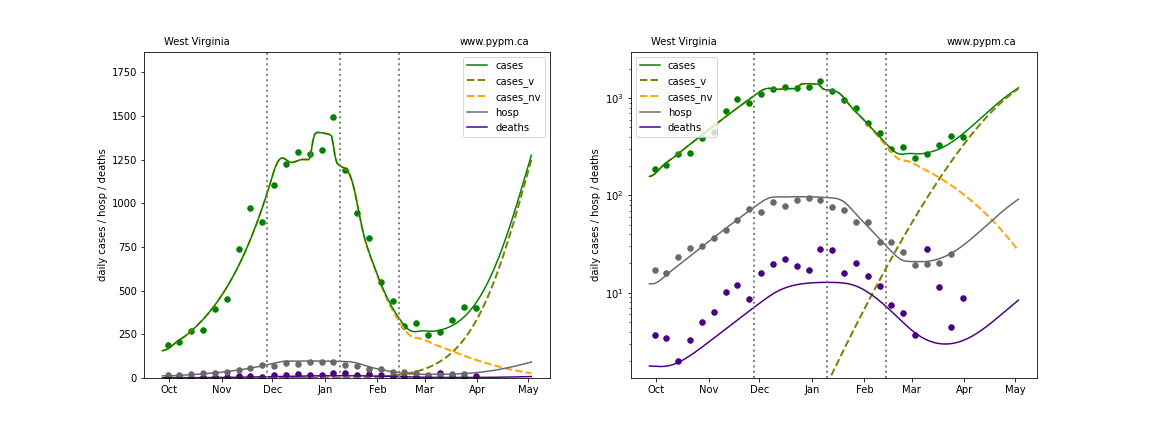 West Virginia www.pypm.ca
daily cases / hosp / deaths
1750
1500
1250
1000
750
500
250
0
Oct Nov Dec Jan Feb Mar Apr May
cases
cases_v
cases_nv
hosp
deaths
West Virginia www.pypm.ca
daily cases / hosp / deaths
10³
10²
10¹
Oct Nov Dec Jan Feb Mar Apr May
cases
cases_v
cases_nv
hosp
deaths